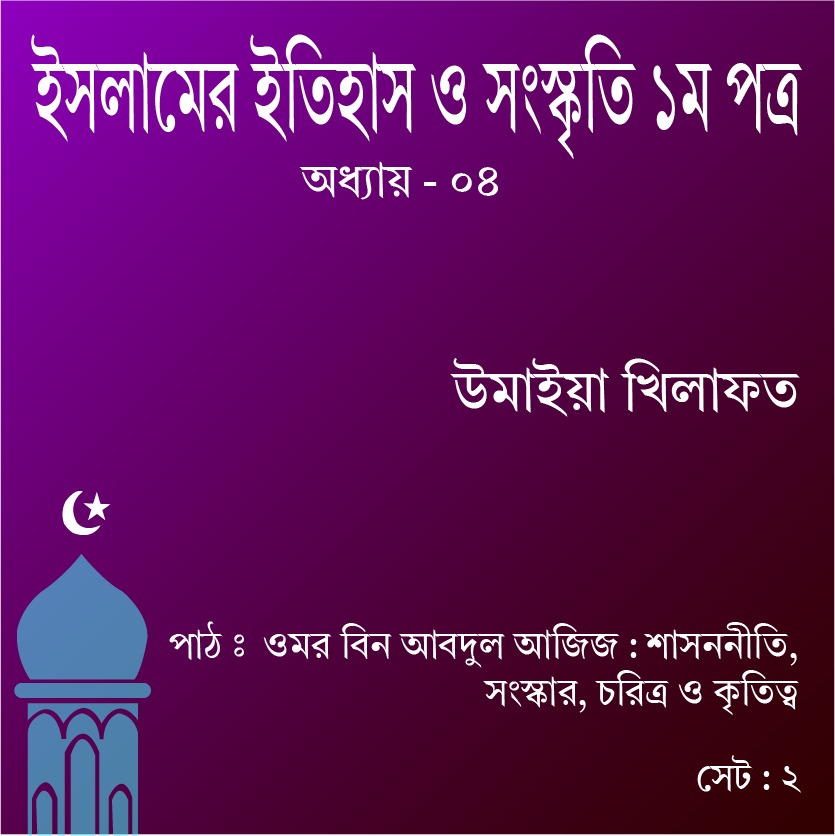 ইসলামের ইতিহাস ও সংস্কৃতি ১ম পত্র
অধ্যায় - ০৪
উমাইয়া খিলাফত
পাঠ ঃ ওমর বিন আবদুল আজিজ : শাসননীতি,
সংস্কার, চরিত্র ও কৃতিত্ব
সেট : ২